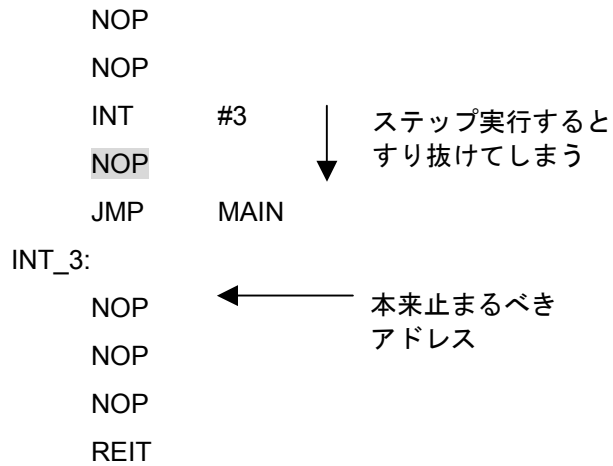 NOP
NOP
INT #3 ステップ実行すると
NOP すり抜けてしまう
JMP MAIN
INT_3:
NOP 本来止まるべき
NOP アドレス
NOP
REIT